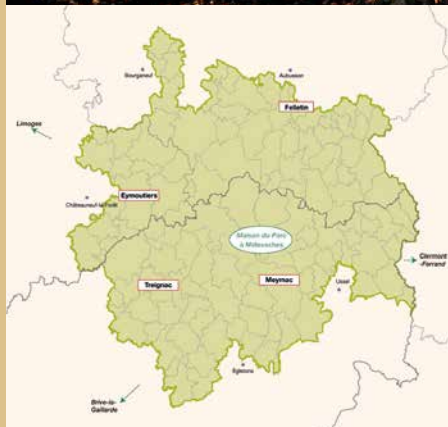 Bourganeuf
Aubusson
Felletin
Limoges
Eymoutiers
Châteauneuf-la-Forêt
Maison du Parc
à Millevaches
Clermont
-Ferrand
Treignac
Meymac
Ussel
Egletons
Brive-la-
Gaillarde